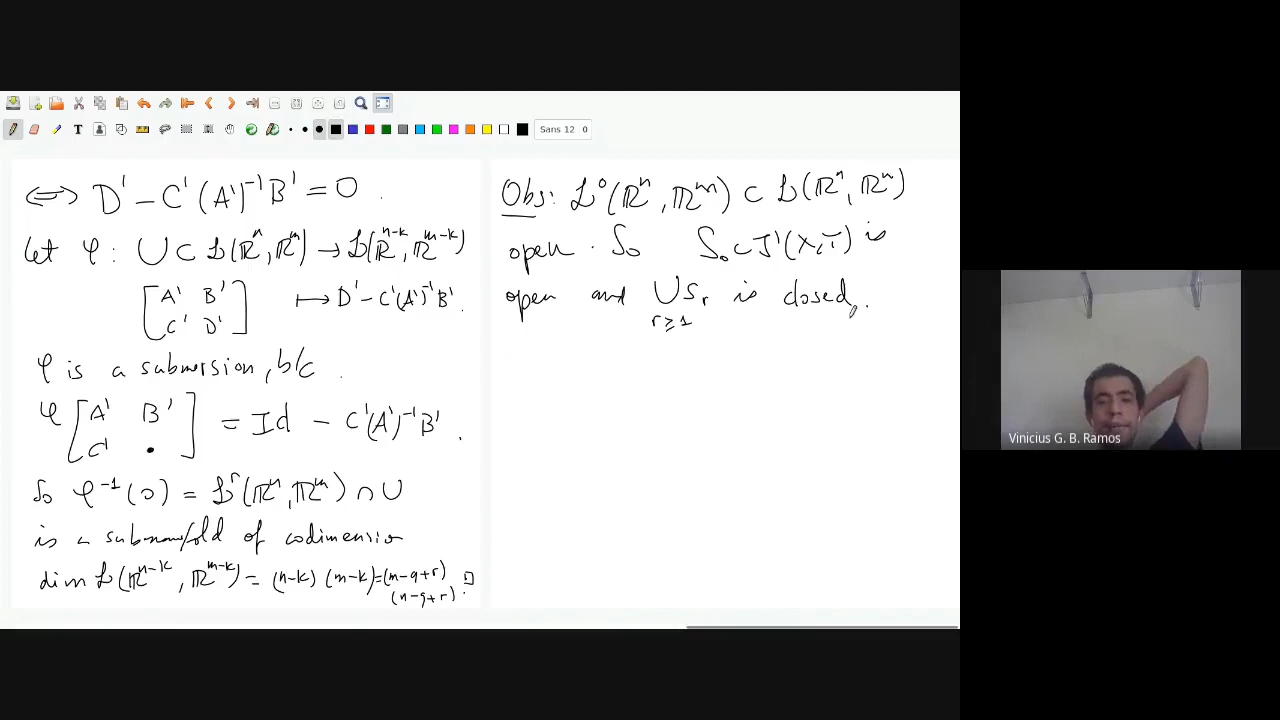 Sans 12 0
⟺ D' - C'(A')⁻¹B' = 0.
Let φ: U ⊂ L(ℝⁿ, ℝᵐ) → L(ℝⁿ⁻ᵏ, ℝᵐ⁻ᵏ)
[A' B'
C' D'] ↦ D' - C'(A')⁻¹B'.
φ is a submersion, b/c
φ [A' B'
C' •] = Id - C'(A')⁻¹B'.
So φ⁻¹(0) = Lʳ(ℝⁿ, ℝᵐ) ∩ U
is a submanifold of codimension
dim L(ℝⁿ⁻ᵏ, ℝᵐ⁻ᵏ) = (n-k)(m-k) = (m-q+r)
(n-q+r). □
Obs: L⁰(ℝⁿ, ℝᵐ) ⊂ L(ℝⁿ, ℝᵐ)
open. So S₀ ⊂ J¹(X,Y) is
open and ∪ Sᵣ is closed.
r≥1
Vinicius G. B. Ramos